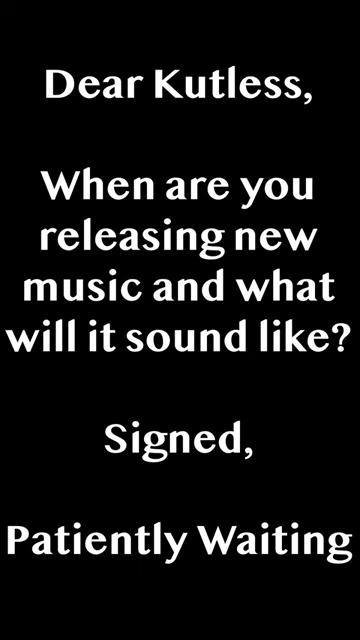 Dear Kutless,
When are you
releasing new
music and what
will it sound like?
Signed,
Patiently Waiting